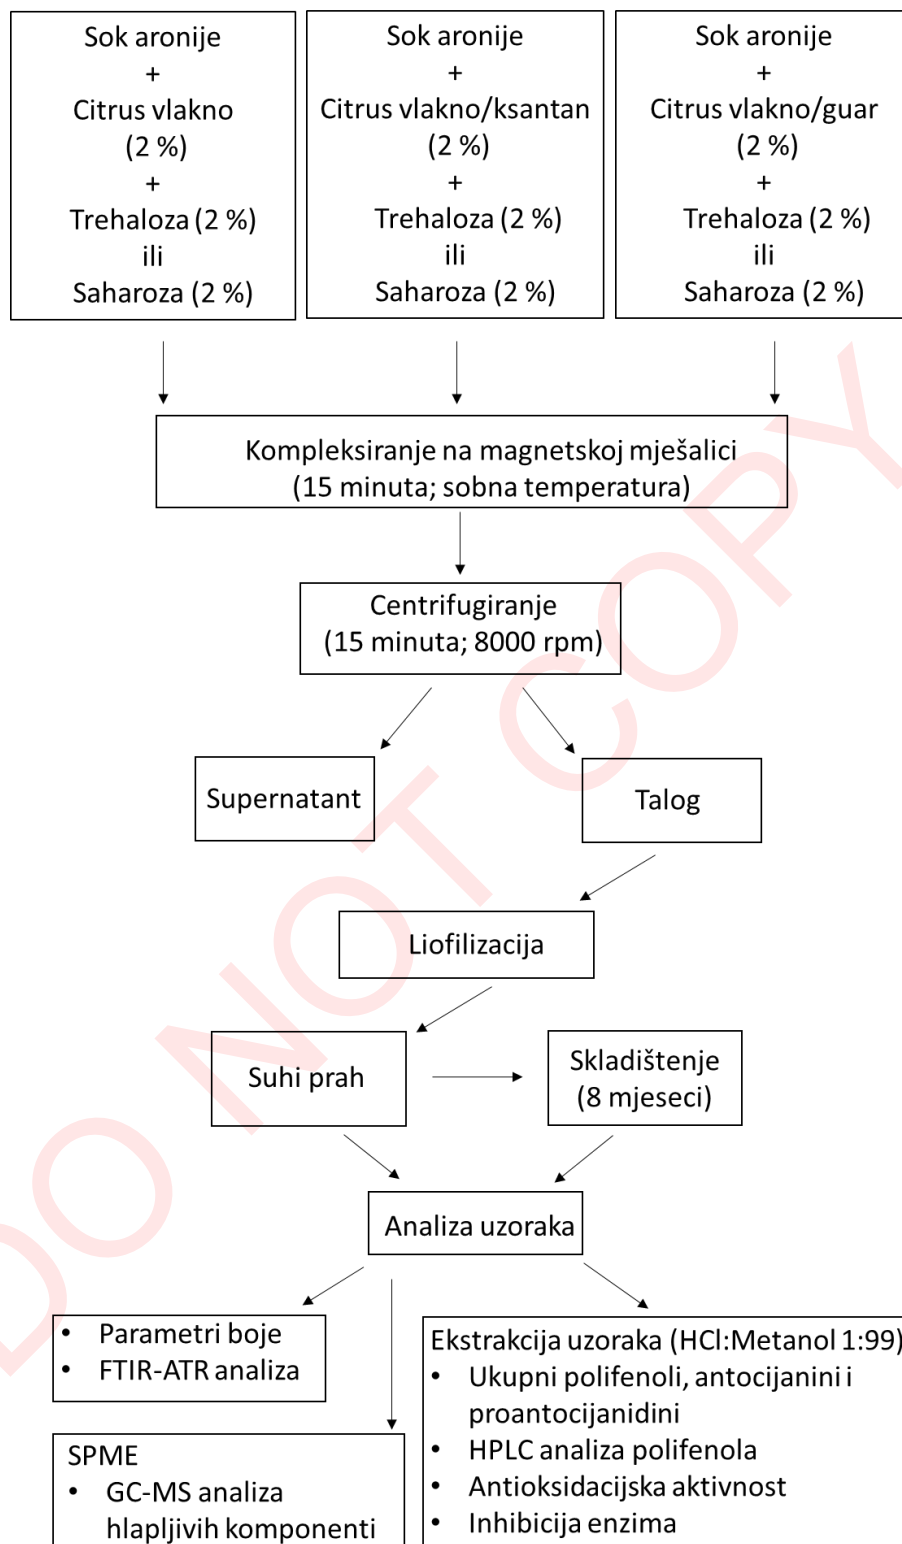 Sok aronije
+
Citrus vlakno
(2 %)
+
Trehaloza (2 %)
ili
Saharoza (2 %)
Sok aronije
+
Citrus vlakno/ksantan
(2 %)
+
Trehaloza (2 %)
ili
Saharoza (2 %)
Sok aronije
+
Citrus vlakno/guar
(2 %)
+
Trehaloza (2 %)
ili
Saharoza (2 %)
Kompleksiranje na magnetskoj mješalici
(15 minuta; sobna temperatura)
Centrifugiranje
(15 minuta; 8000 rpm)
Supernatant
Talog
Liofilizacija
Suhi prah
Skladištenje
(8 mjeseci)
Analiza uzoraka
• Parametri boje
• FTIR-ATR analiza
SPME
• GC-MS analiza
hlapljivih komponenti
Ekstrakcija uzoraka (HCl:Metanol 1:99)
• Ukupni polifenoli, antocijanini i
proantocijanidini
• HPLC analiza polifenola
• Antioksidacijska aktivnost
• Inhibicija enzima
DO NOT COPY